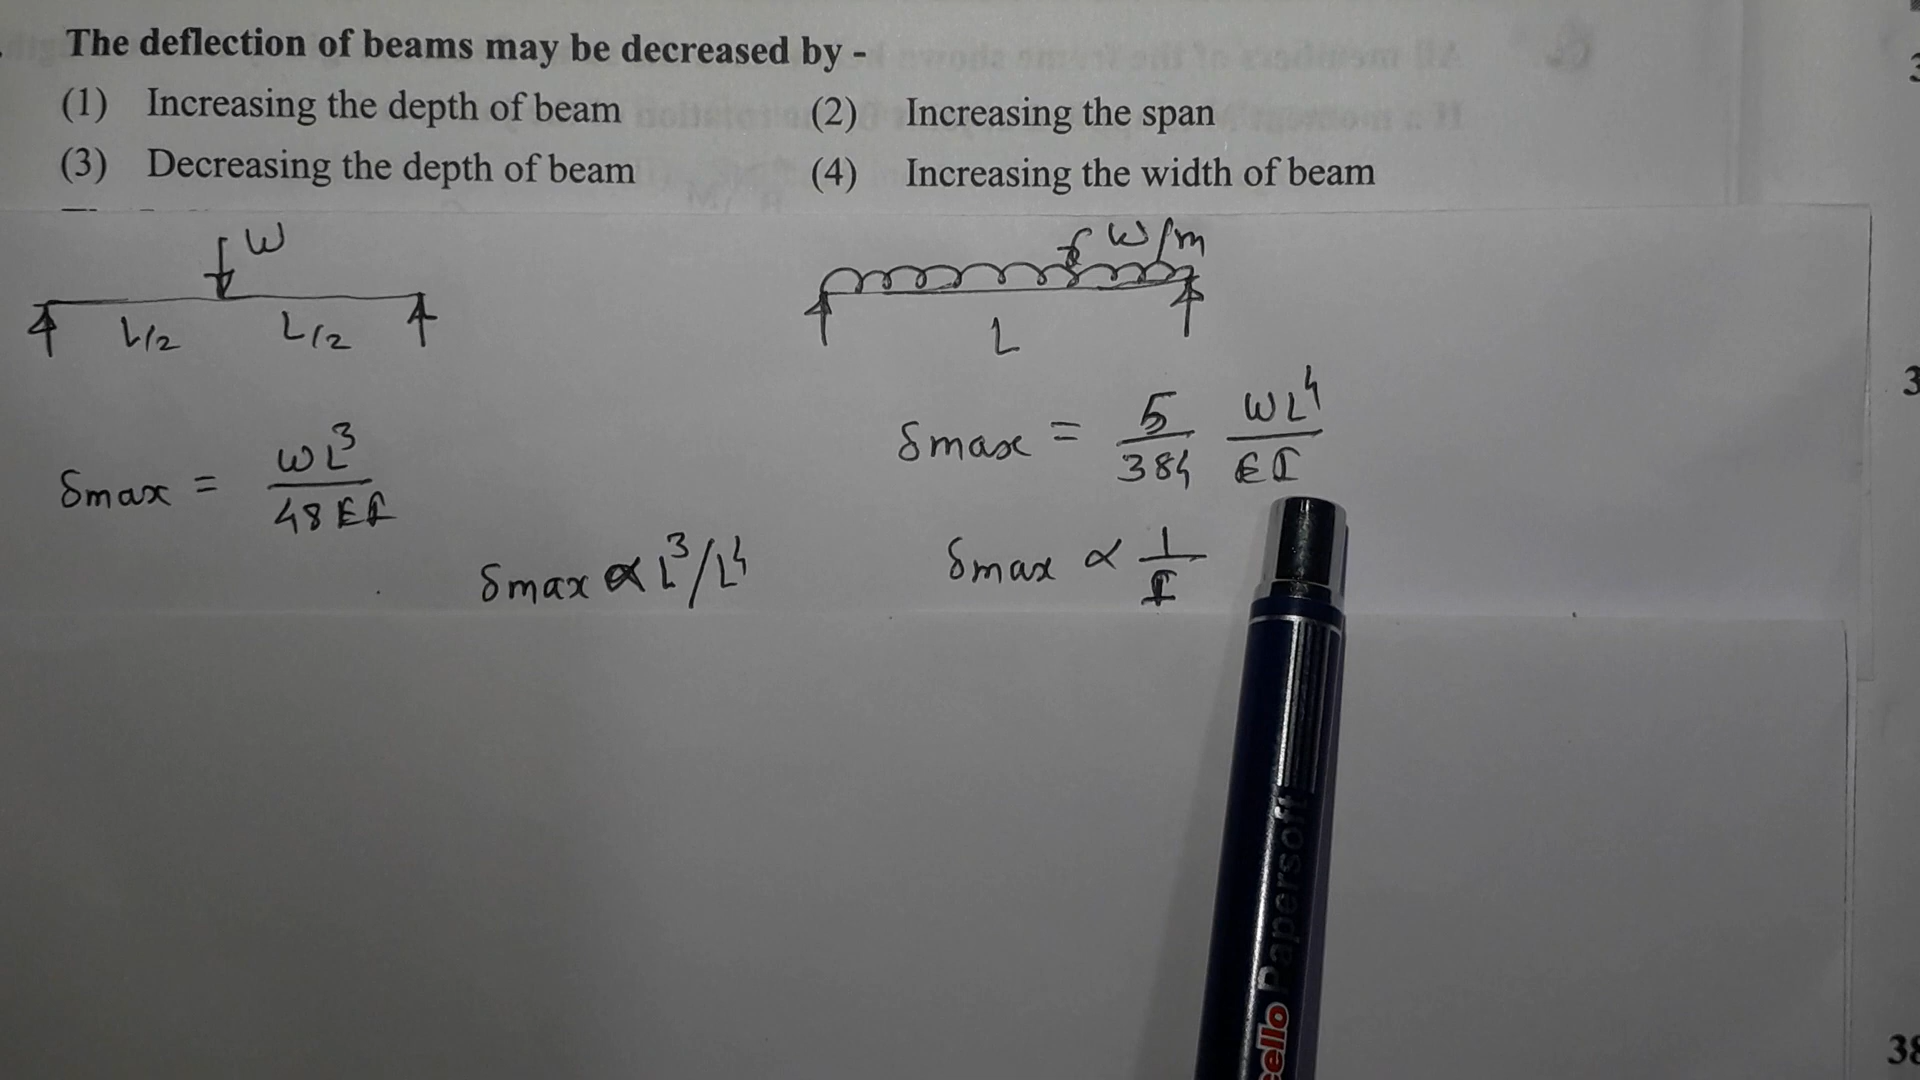 The deflection of beams may be decreased by -
(1) Increasing the depth of beam (2) Increasing the span
(3) Decreasing the depth of beam (4) Increasing the width of beam
W
W/m
L/2 L/2
L
δmax = WL³/48EI
δmax = 5/384 WL⁴/EI
δmax ∝ L³/L⁴
δmax ∝ 1/I
cello Papersoft
3
3
38